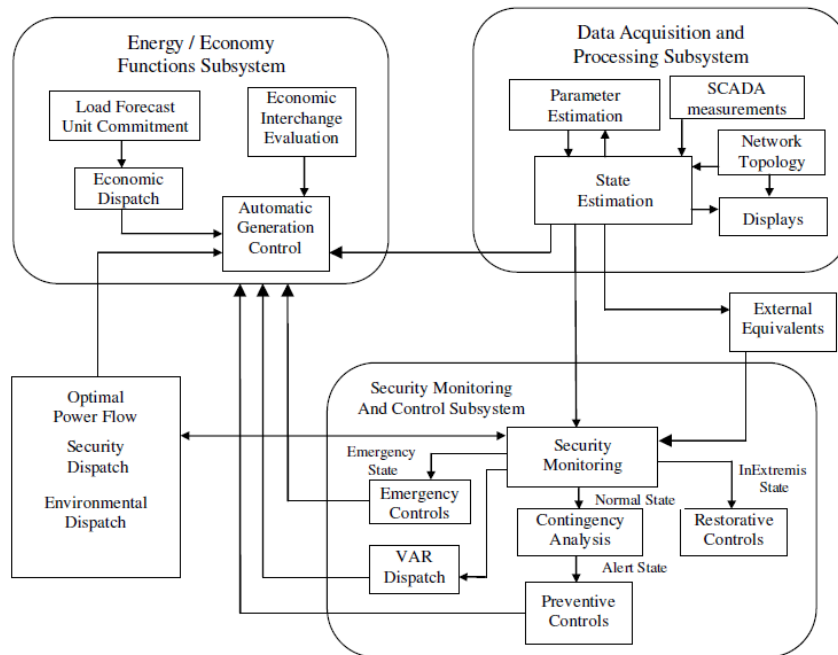 Energy / Economy
Functions Subsystem
Load Forecast
Unit Commitment
Economic
Interchange
Evaluation
Economic
Dispatch
Automatic
Generation
Control
Data Acquisition and
Processing Subsystem
Parameter
Estimation
SCADA
measurements
Network
Topology
State
Estimation
Displays
External
Equivalents
Optimal
Power Flow
Security
Dispatch
Environmental
Dispatch
Security Monitoring
And Control Subsystem
Security
Monitoring
Emergency
State
Emergency
Controls
Normal State
InExtremis
State
Contingency
Analysis
Restorative
Controls
VAR
Dispatch
Alert State
Preventive
Controls